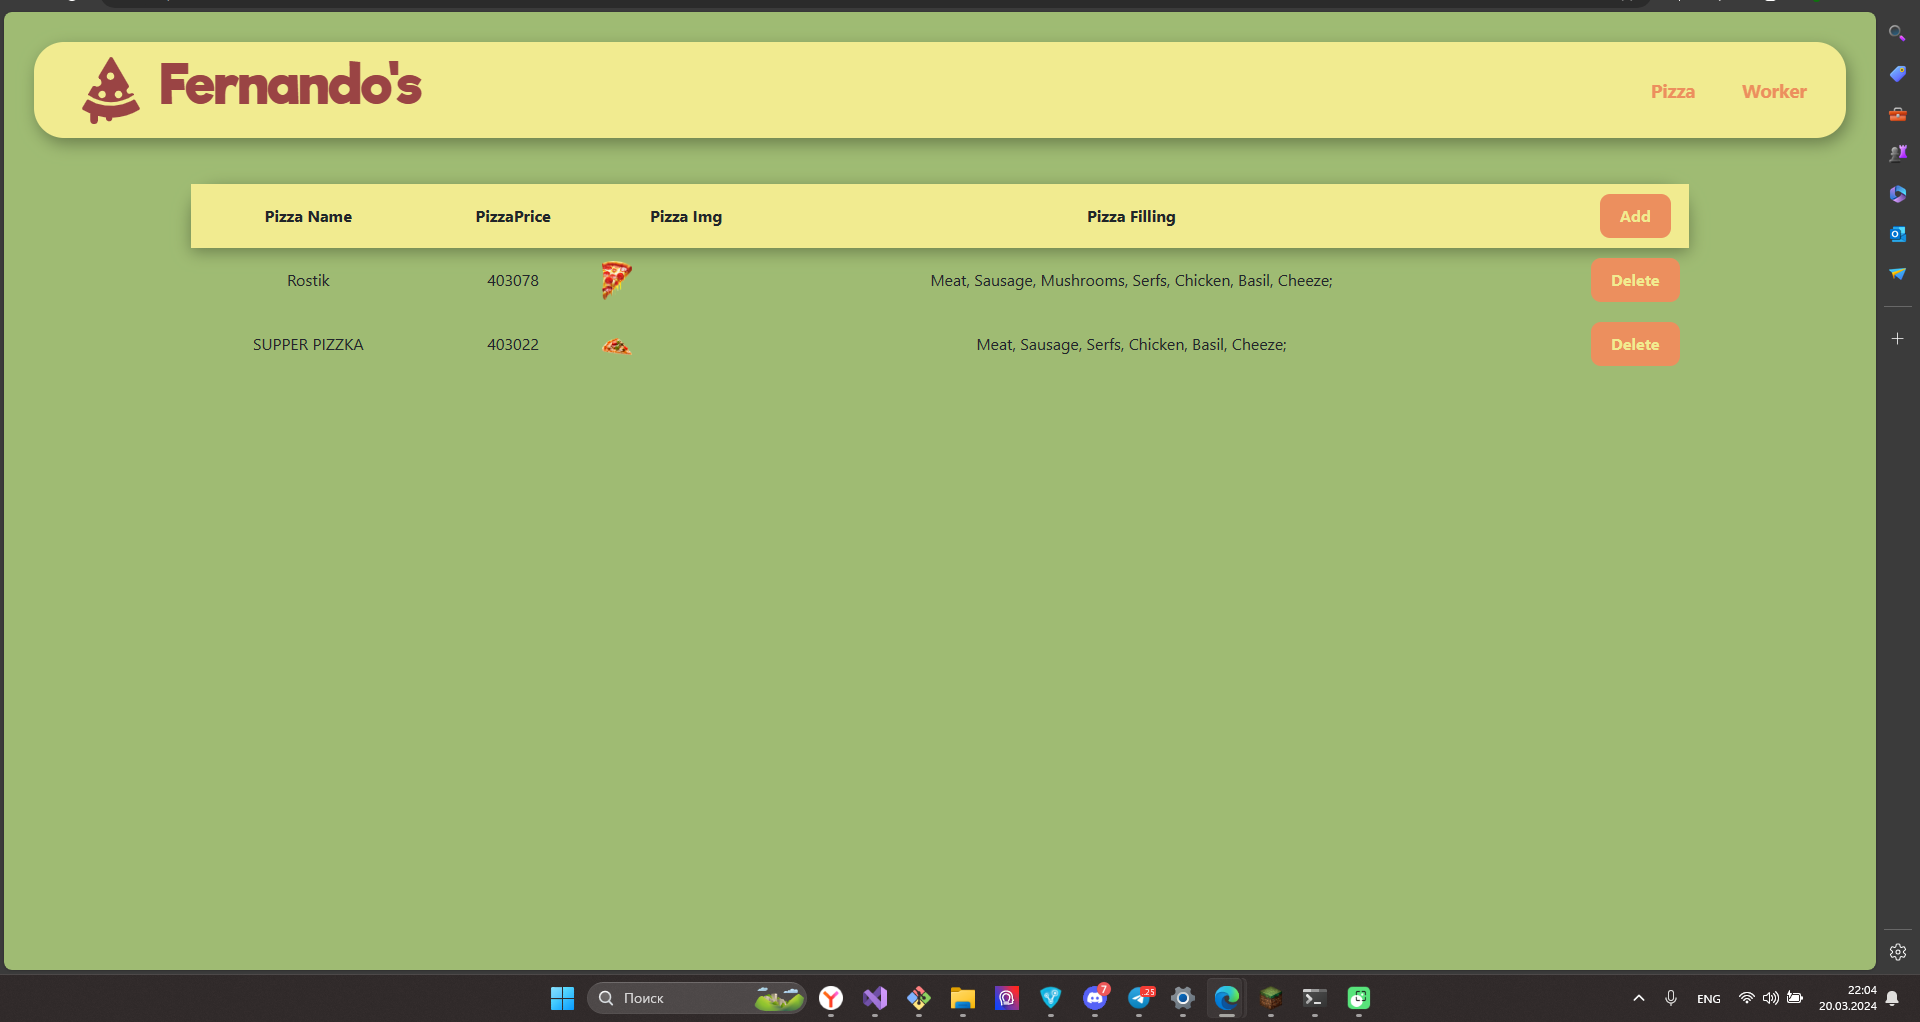 Fernando's
Pizza Worker
Pizza Name PizzaPrice Pizza Img Pizza Filling Add
Rostik 403078 Meat, Sausage, Mushrooms, Serfs, Chicken, Basil, Cheeze; Delete
SUPPER PIZZKA 403022 Meat, Sausage, Serfs, Chicken, Basil, Cheeze; Delete
Поиск 7 25 ENG 22:04
20.03.2024